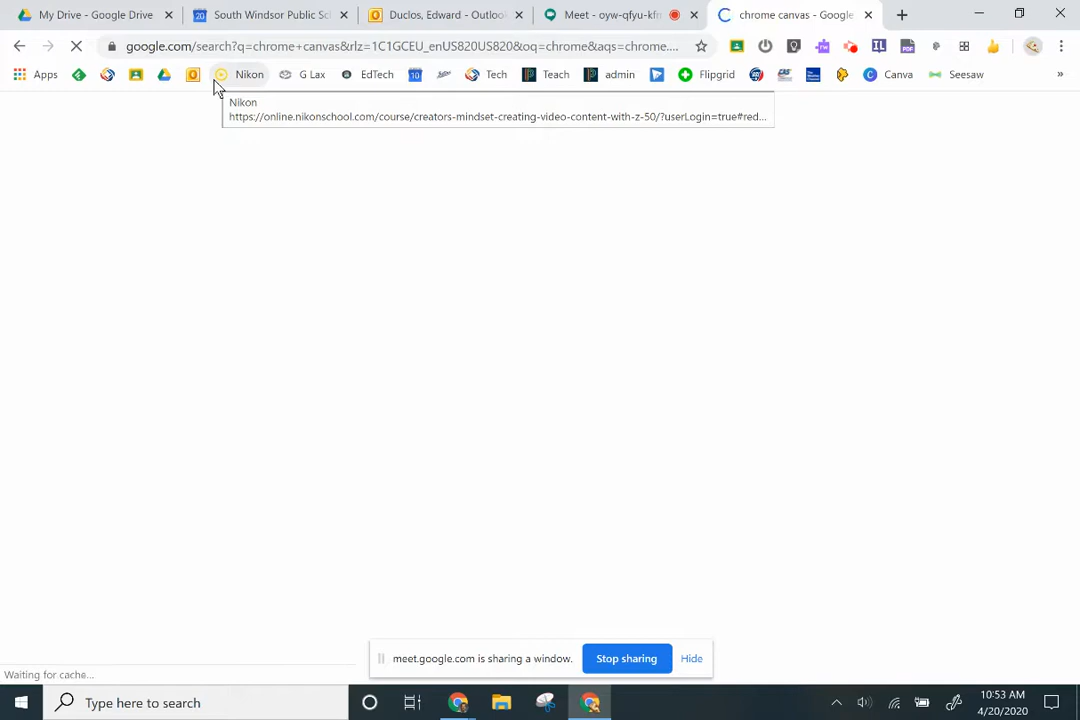 My Drive - Google Drive
South Windsor Public Sc
Duclos, Edward - Outloo
Meet - oyw-qfyu-kfn
chrome canvas - Google
google.com/search?q=chrome+canvas&rlz=1C1GCEU_enUS820US820&oq=chrome&aqs=chrome....
Apps
Nikon
G Lax
EdTech
Tech
Teach
admin
Flipgrid
Canva
Seesaw
»
Nikon
https://online.nikonschool.com/course/creators-mindset-creating-video-content-with-z-50/?userLogin=true#red...
meet.google.com is sharing a window.
Stop sharing
Hide
Waiting for cache...
Type here to search
10:53 AM
4/20/2020